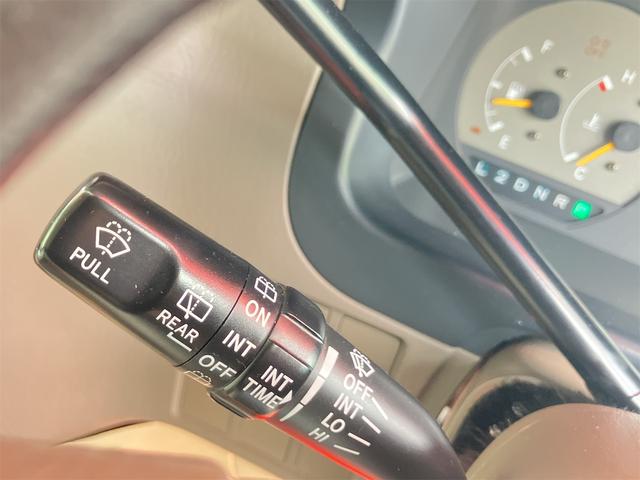 F
E
H
C
L 2 D N R P
PULL
REAR
ON
INT
OFF
INT
TIME
OFF
INT
LO
HI